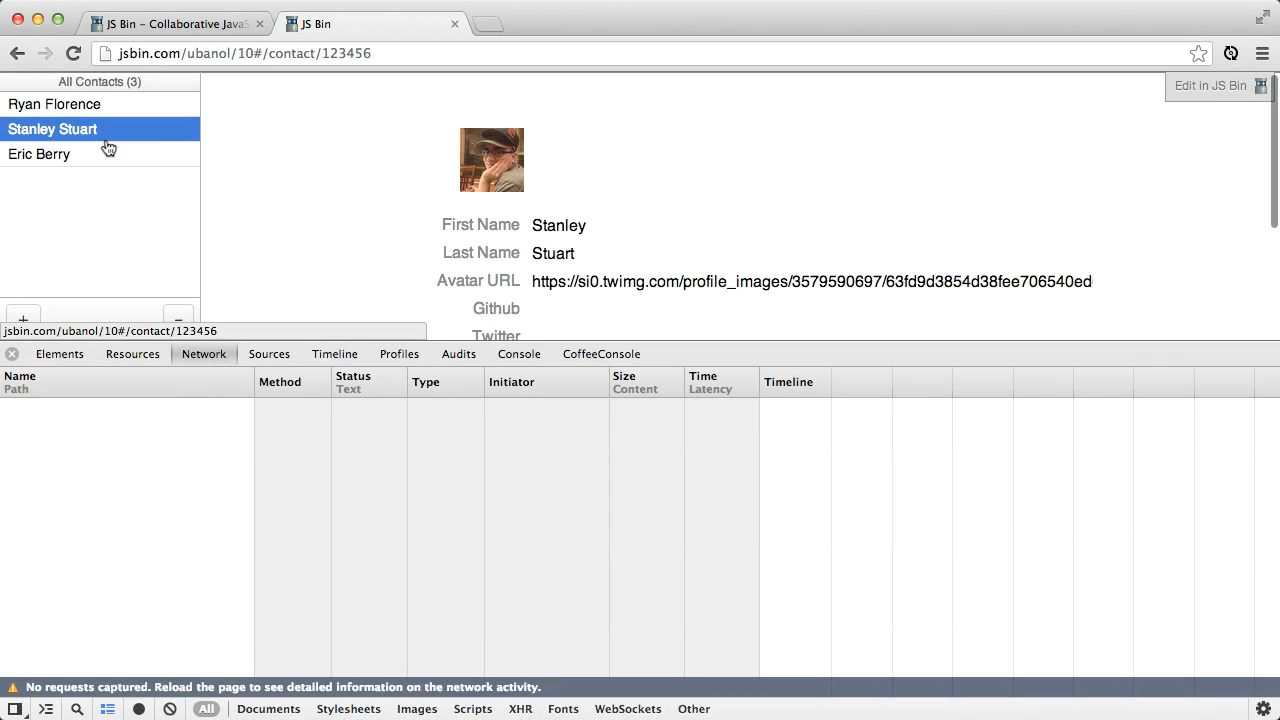 JS Bin - Collaborative JavaS
JS Bin
jsbin.com/ubanol/10#/contact/123456
All Contacts (3)
Edit in JS Bin
Ryan Florence
Stanley Stuart
Eric Berry
First Name Stanley
Last Name Stuart
Avatar URL https://si0.twimg.com/profile_images/3579590697/63fd9d3854d38fee706540ed
Github
Twitter
+ -
jsbin.com/ubanol/10#/contact/123456
Elements Resources Network Sources Timeline Profiles Audits Console CoffeeConsole
Name Method Status Type Initiator Size Time Timeline
Path Text Content Latency
No requests captured. Reload the page to see detailed information on the network activity.
All Documents Stylesheets Images Scripts XHR Fonts WebSockets Other